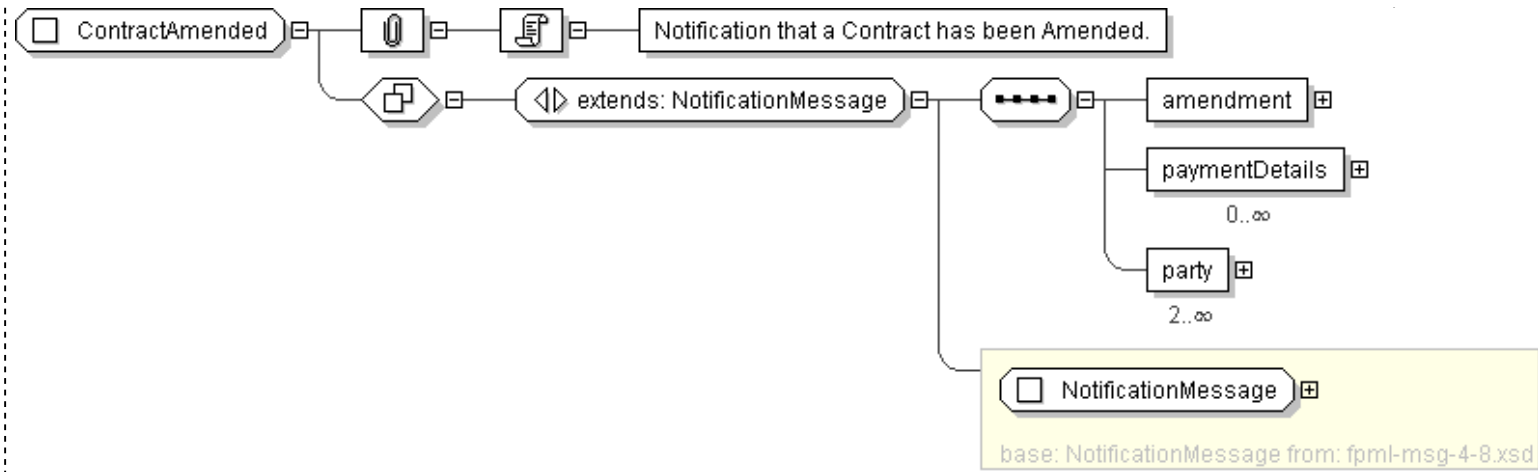 ContractAmended
Notification that a Contract has been Amended.
extends: NotificationMessage
amendment
paymentDetails
0..∞
party
2..∞
NotificationMessage
base: NotificationMessage from: fpml-msg-4-8.xsd